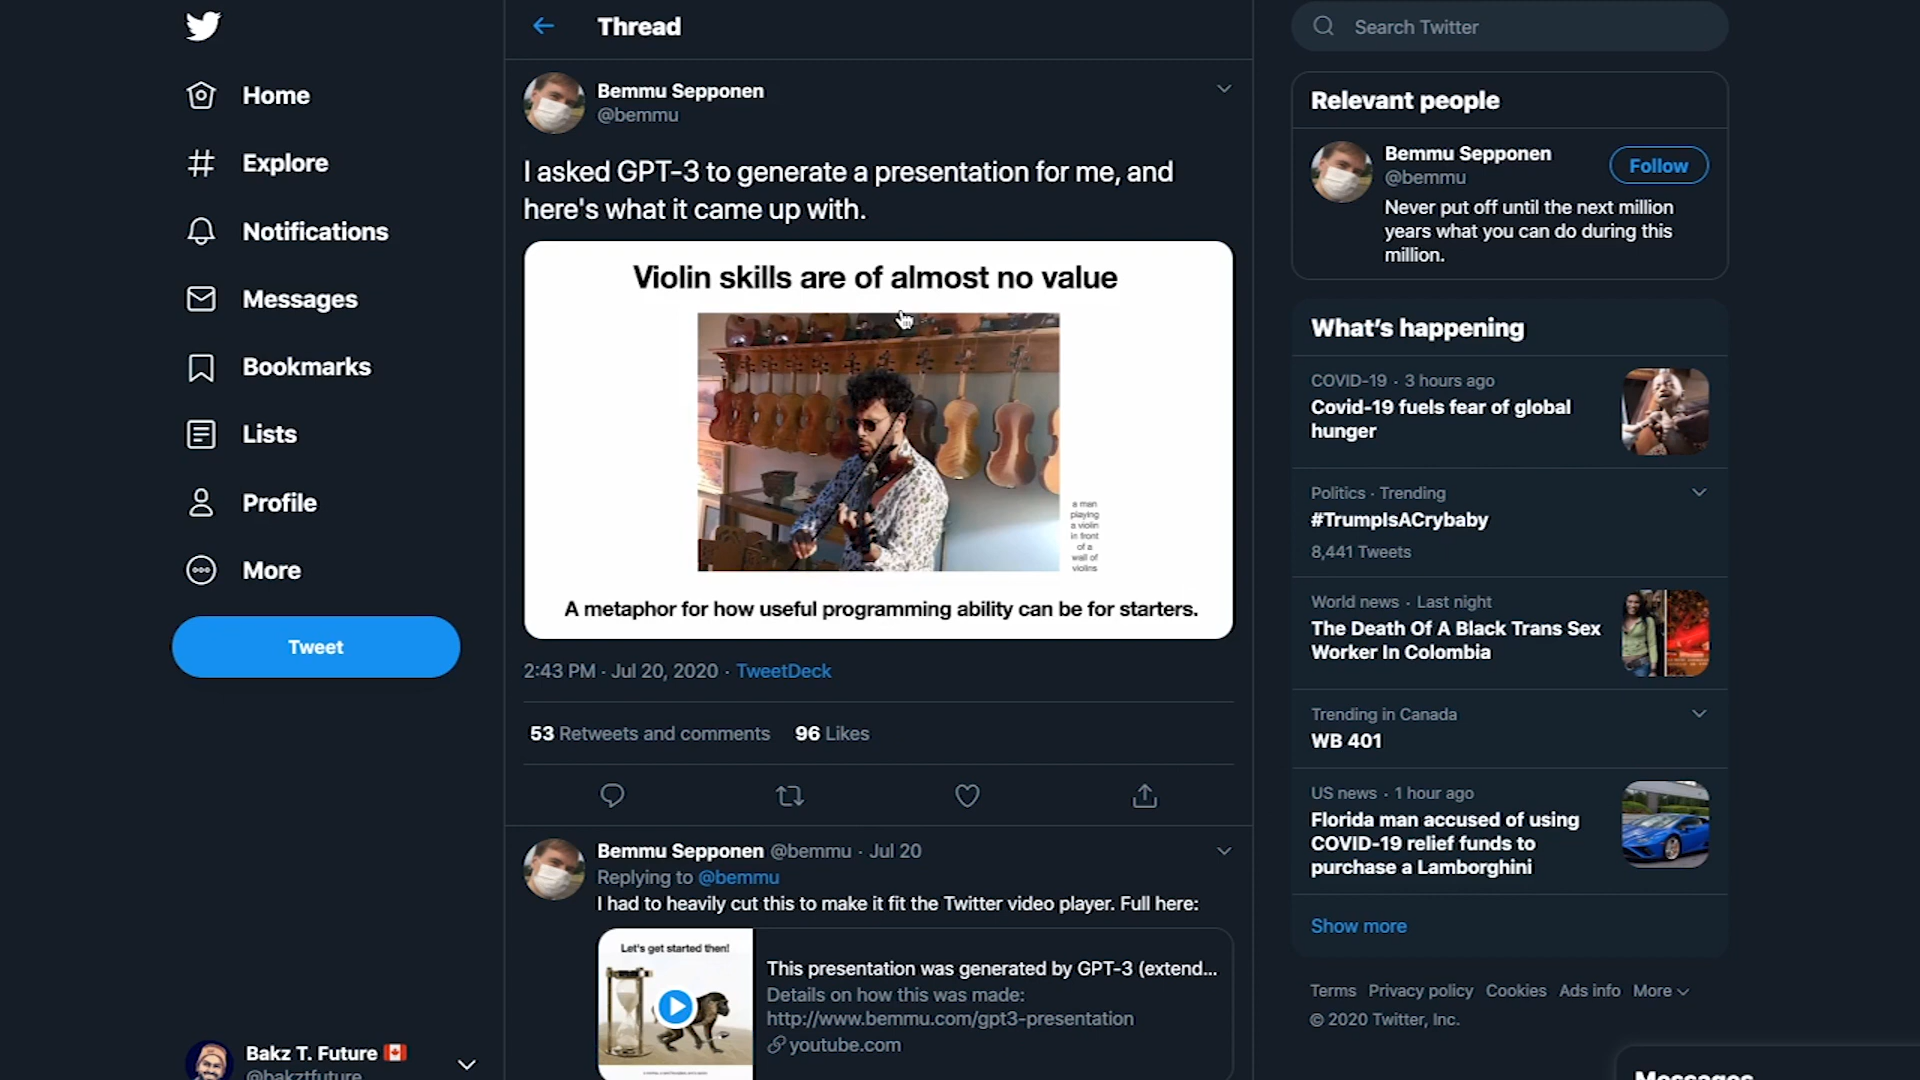 Home
Explore
Notifications
Messages
Bookmarks
Lists
Profile
More
Tweet
Bakz T. Future
@bakztfuture
Thread
Bemmu Sepponen
@bemmu
I asked GPT-3 to generate a presentation for me, and
here's what it came up with.
Violin skills are of almost no value
a man
playing
a violin
in front
of a
wall of
violins
A metaphor for how useful programming ability can be for starters.
2:43 PM · Jul 20, 2020 · TweetDeck
53 Retweets and comments 96 Likes
Bemmu Sepponen @bemmu · Jul 20
Replying to @bemmu
I had to heavily cut this to make it fit the Twitter video player. Full here:
Let's get started then!
This presentation was generated by GPT-3 (extend...
Details on how this was made:
http://www.bemmu.com/gpt3-presentation
youtube.com
Search Twitter
Relevant people
Bemmu Sepponen
@bemmu
Follow
Never put off until the next million
years what you can do during this
million.
What's happening
COVID-19 · 3 hours ago
Covid-19 fuels fear of global
hunger
Politics · Trending
#TrumpIsACrybaby
8,441 Tweets
World news · Last night
The Death Of A Black Trans Sex
Worker In Colombia
Trending in Canada
WB 401
US news · 1 hour ago
Florida man accused of using
COVID-19 relief funds to
purchase a Lamborghini
Show more
Terms Privacy policy Cookies Ads info More
© 2020 Twitter, Inc.
Messages